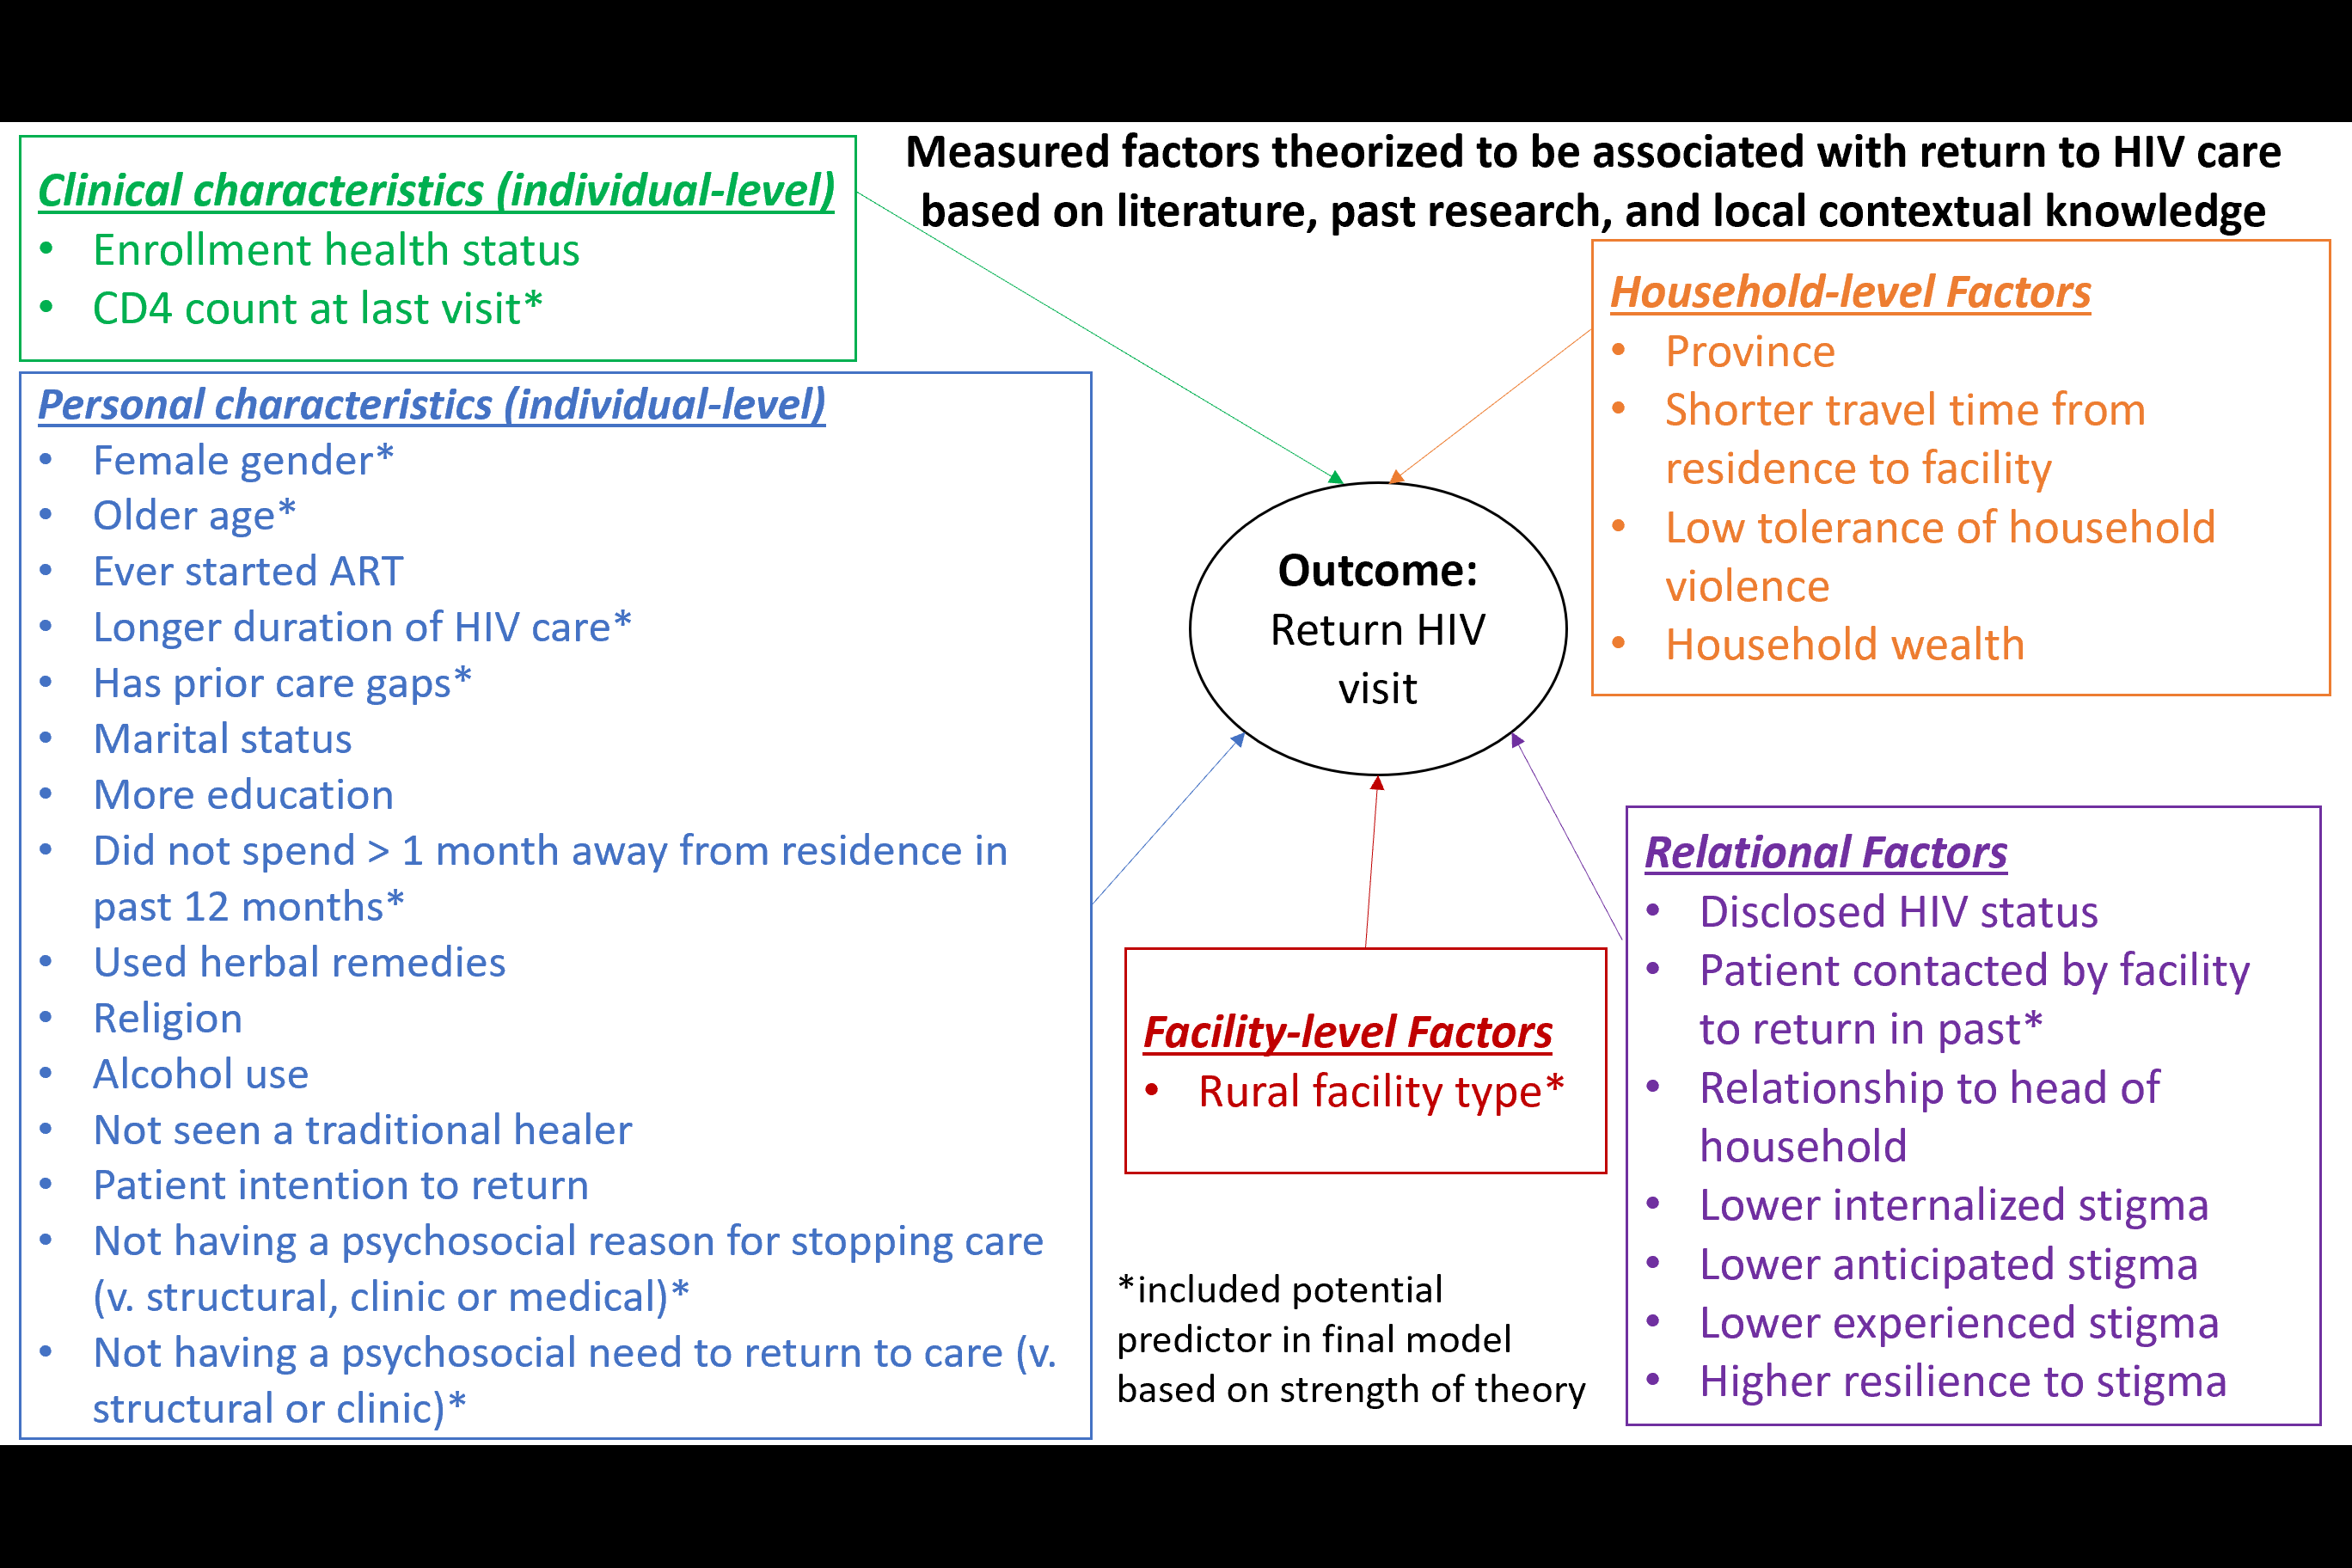 Measured factors theorized to be associated with return to HIV care
based on literature, past research, and local contextual knowledge
Clinical characteristics (individual-level)
• Enrollment health status
• CD4 count at last visit*
Personal characteristics (individual-level)
• Female gender*
• Older age*
• Ever started ART
• Longer duration of HIV care*
• Has prior care gaps*
• Marital status
• More education
• Did not spend > 1 month away from residence in
past 12 months*
• Used herbal remedies
• Religion
• Alcohol use
• Not seen a traditional healer
• Patient intention to return
• Not having a psychosocial reason for stopping care
(v. structural, clinic or medical)*
• Not having a psychosocial need to return to care (v.
structural or clinic)*
Outcome:
Return HIV
visit
Household-level Factors
• Province
• Shorter travel time from
residence to facility
• Low tolerance of household
violence
• Household wealth
Facility-level Factors
• Rural facility type*
Relational Factors
• Disclosed HIV status
• Patient contacted by facility
to return in past*
• Relationship to head of
household
• Lower internalized stigma
• Lower anticipated stigma
• Lower experienced stigma
• Higher resilience to stigma
*included potential
predictor in final model
based on strength of theory